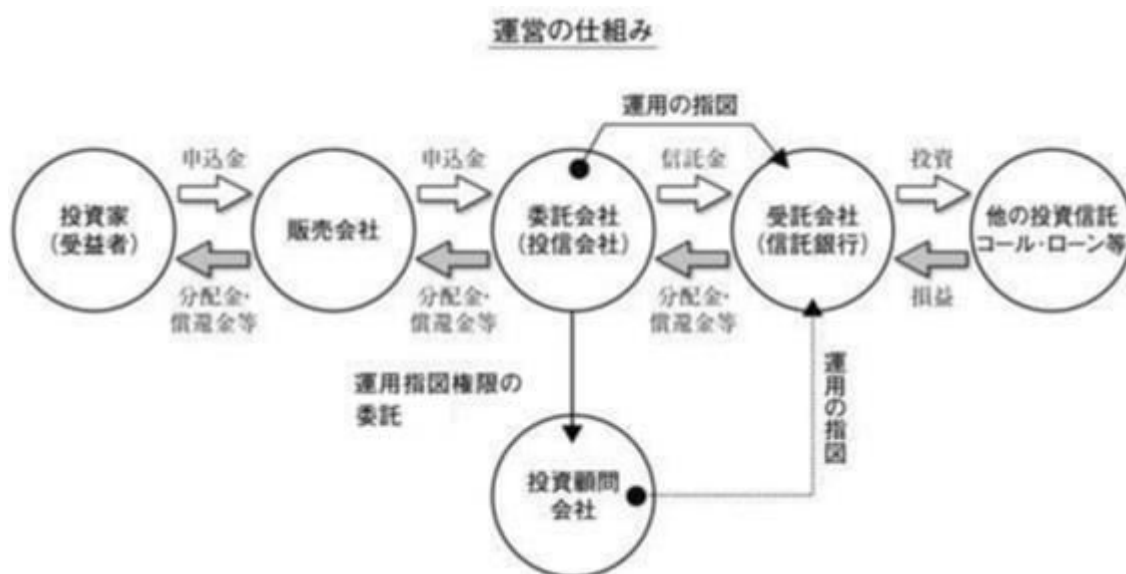 運営の仕組み
運用の指図
申込金
申込金
信託金
投資
投資家
(受益者)
販売会社
委託会社
(投信会社)
受託会社
(信託銀行)
他の投資信託
コール・ローン等
分配金・
償還金等
分配金・
償還金等
分配金・
償還金等
損益
運用指図権限の
委託
運用の指図
投資顧問
会社